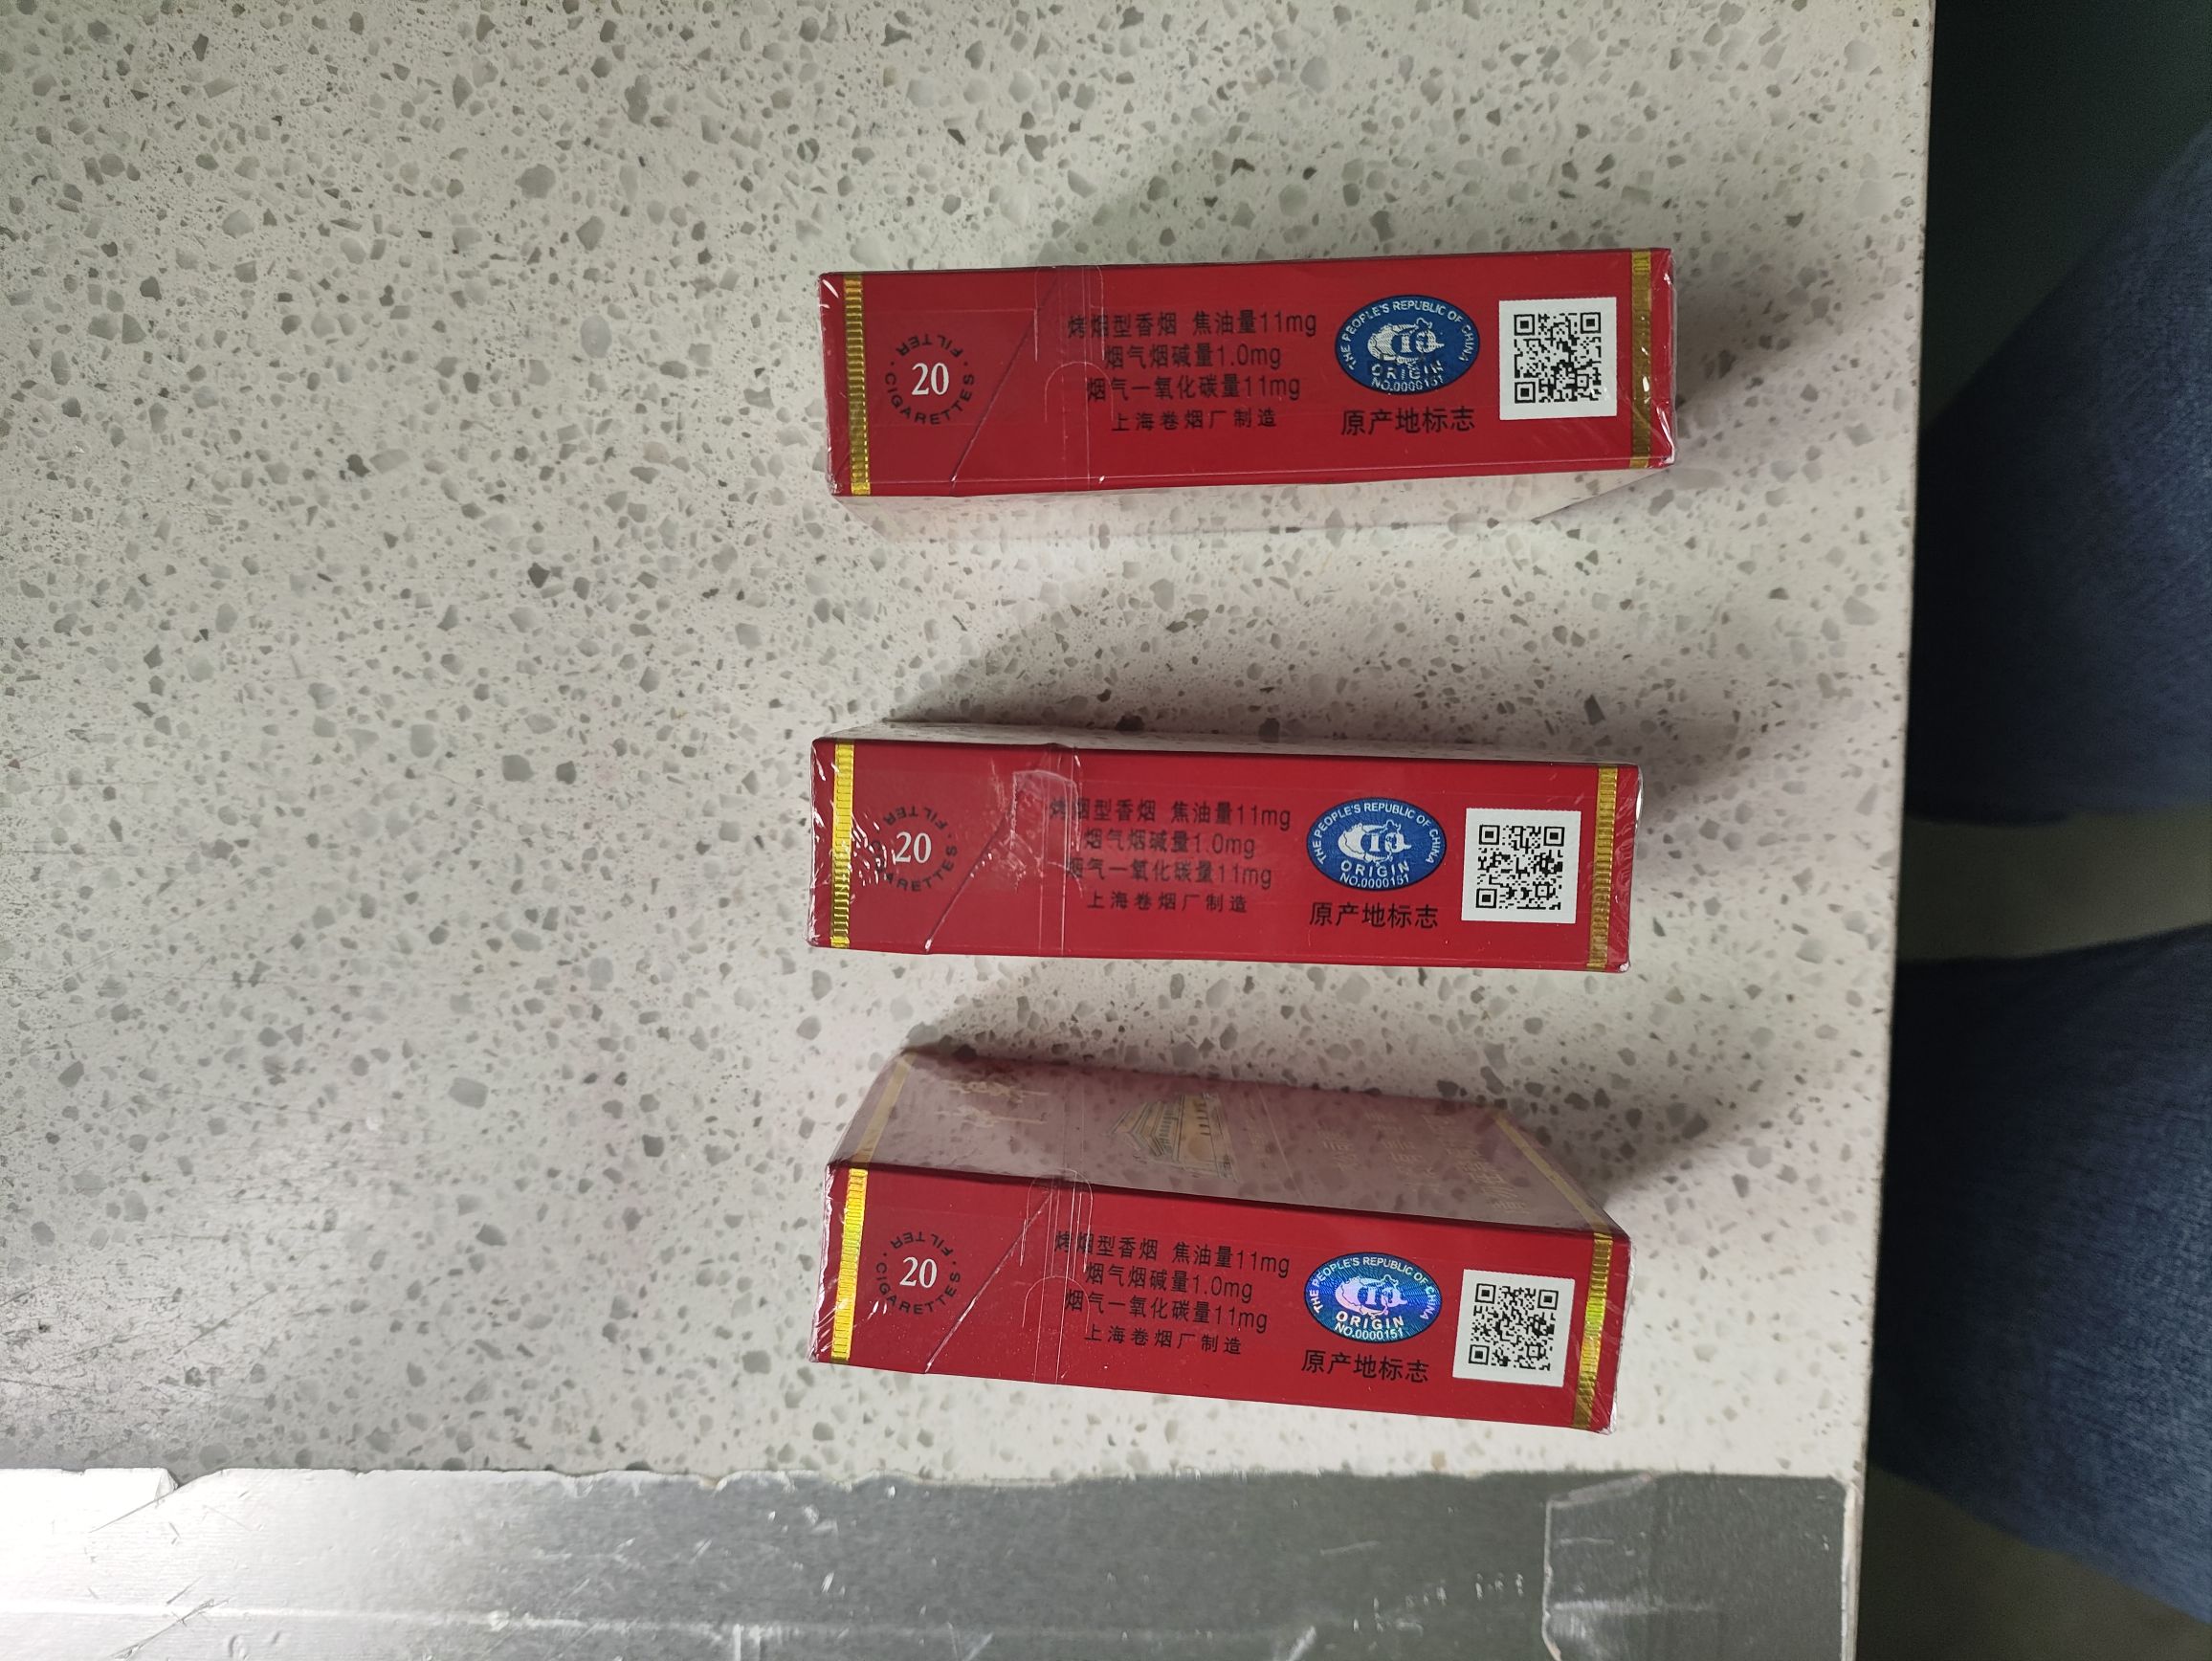 FILTER
20
CIGARETTES
烤烟型香烟 焦油量11mg
烟气烟碱量1.0mg
烟气一氧化碳量11mg
上海卷烟厂制造
THE PEOPLE'S REPUBLIC OF CHINA
CIQ
ORIGIN
NO.0000151
原产地标志
FILTER
20
CIGARETTES
烤烟型香烟 焦油量11mg
烟气烟碱量1.0mg
烟气一氧化碳量11mg
上海卷烟厂制造
THE PEOPLE'S REPUBLIC OF CHINA
CIQ
ORIGIN
NO.0000151
原产地标志
中华
FILTER
20
CIGARETTES
烤烟型香烟 焦油量11mg
烟气烟碱量1.0mg
烟气一氧化碳量11mg
上海卷烟厂制造
THE PEOPLE'S REPUBLIC OF CHINA
CIQ
ORIGIN
NO.0000151
原产地标志